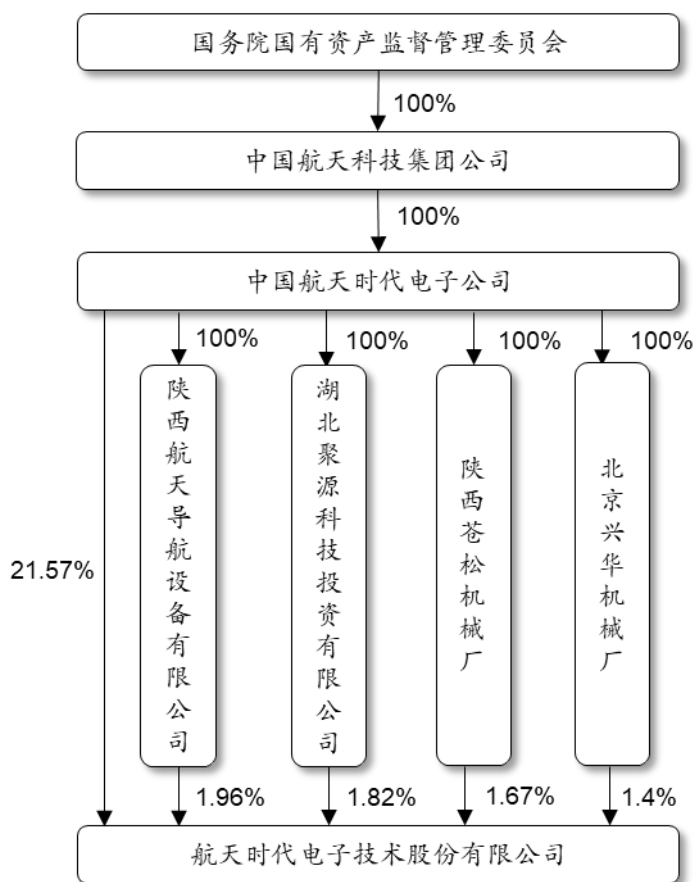 国务院国有资产监督管理委员会
100%
中国航天科技集团公司
100%
中国航天时代电子公司
100%
100%
100%
100%
陕西航天导航设备有限公司
湖北聚源科技投资有限公司
陕西苍松机械厂
北京兴华机械厂
21.57%
1.96%
1.82%
1.67%
1.4%
航天时代电子技术股份有限公司